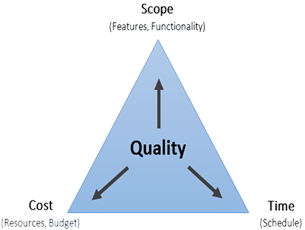 Scope
(Features, Functionality)
Quality
Cost
(Resources, Budget)
Time
(Schedule)